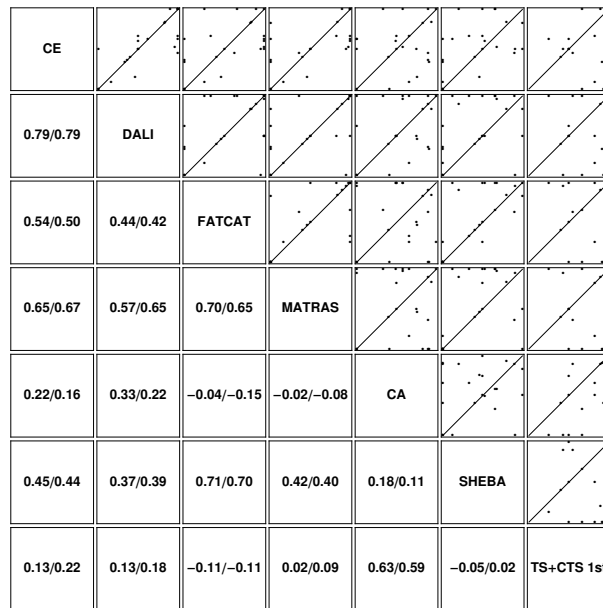 CE
0.79/0.79 DALI
0.54/0.50 0.44/0.42 FATCAT
0.65/0.67 0.57/0.65 0.70/0.65 MATRAS
0.22/0.16 0.33/0.22 −0.04/−0.15 −0.02/−0.08 CA
0.45/0.44 0.37/0.39 0.71/0.70 0.42/0.40 0.18/0.11 SHEBA
0.13/0.22 0.13/0.18 −0.11/−0.11 0.02/0.09 0.63/0.59 −0.05/0.02 TS+CTS 1st